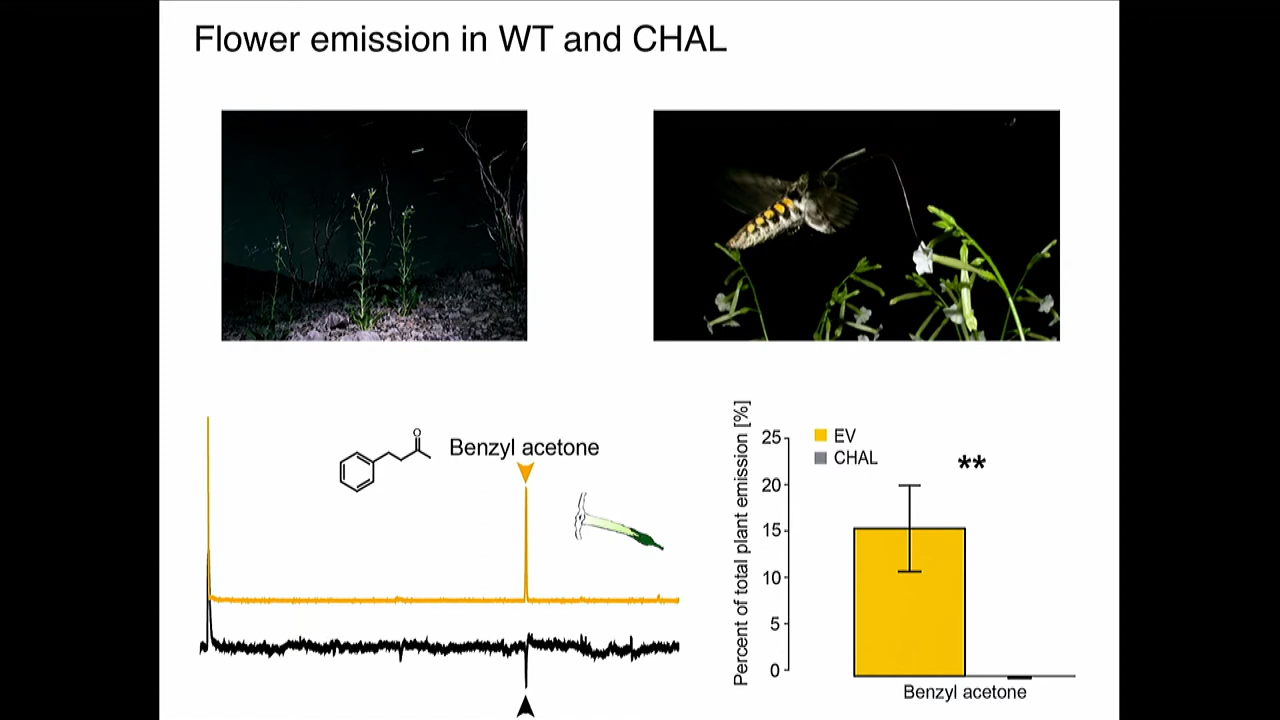 Flower emission in WT and CHAL
O
Benzyl acetone
Percent of total plant emission [%]
25
20
15
10
5
0
EV
CHAL
**
Benzyl acetone